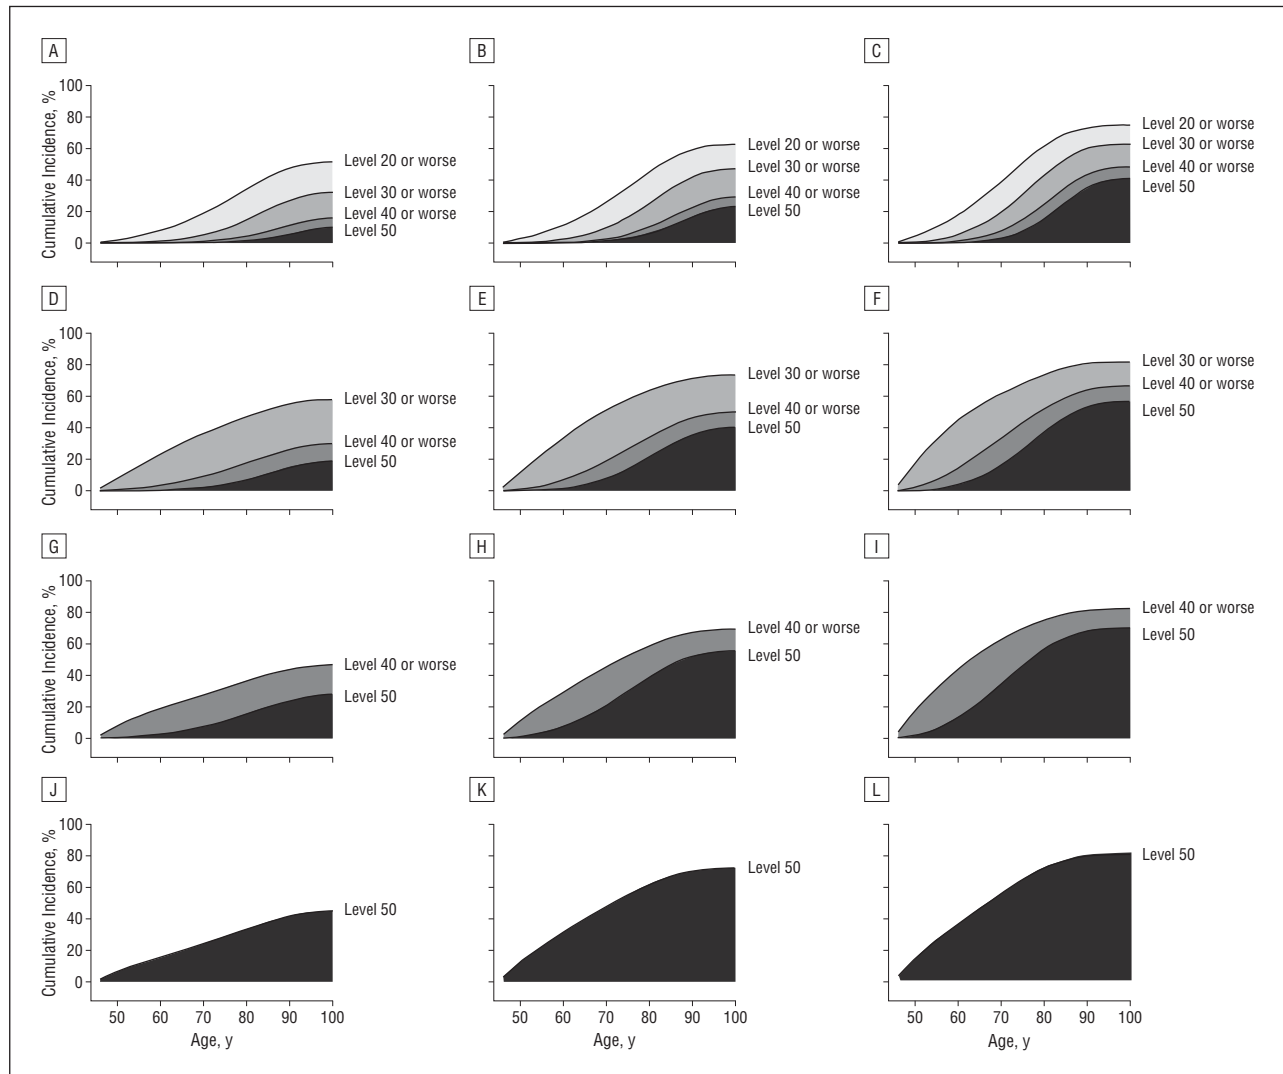 A
B
C
Cumulative Incidence, %
100
80
60
40
20
0
Level 20 or worse
Level 30 or worse
Level 40 or worse
Level 50
Level 20 or worse
Level 30 or worse
Level 40 or worse
Level 50
Level 20 or worse
Level 30 or worse
Level 40 or worse
Level 50
D
E
F
Cumulative Incidence, %
100
80
60
40
20
0
Level 30 or worse
Level 40 or worse
Level 50
Level 30 or worse
Level 40 or worse
Level 50
Level 30 or worse
Level 40 or worse
Level 50
G
H
I
Cumulative Incidence, %
100
80
60
40
20
0
Level 40 or worse
Level 50
Level 40 or worse
Level 50
Level 40 or worse
Level 50
J
K
L
Cumulative Incidence, %
100
80
60
40
20
0
Level 50
Level 50
Level 50
50 60 70 80 90 100
50 60 70 80 90 100
50 60 70 80 90 100
Age, y
Age, y
Age, y